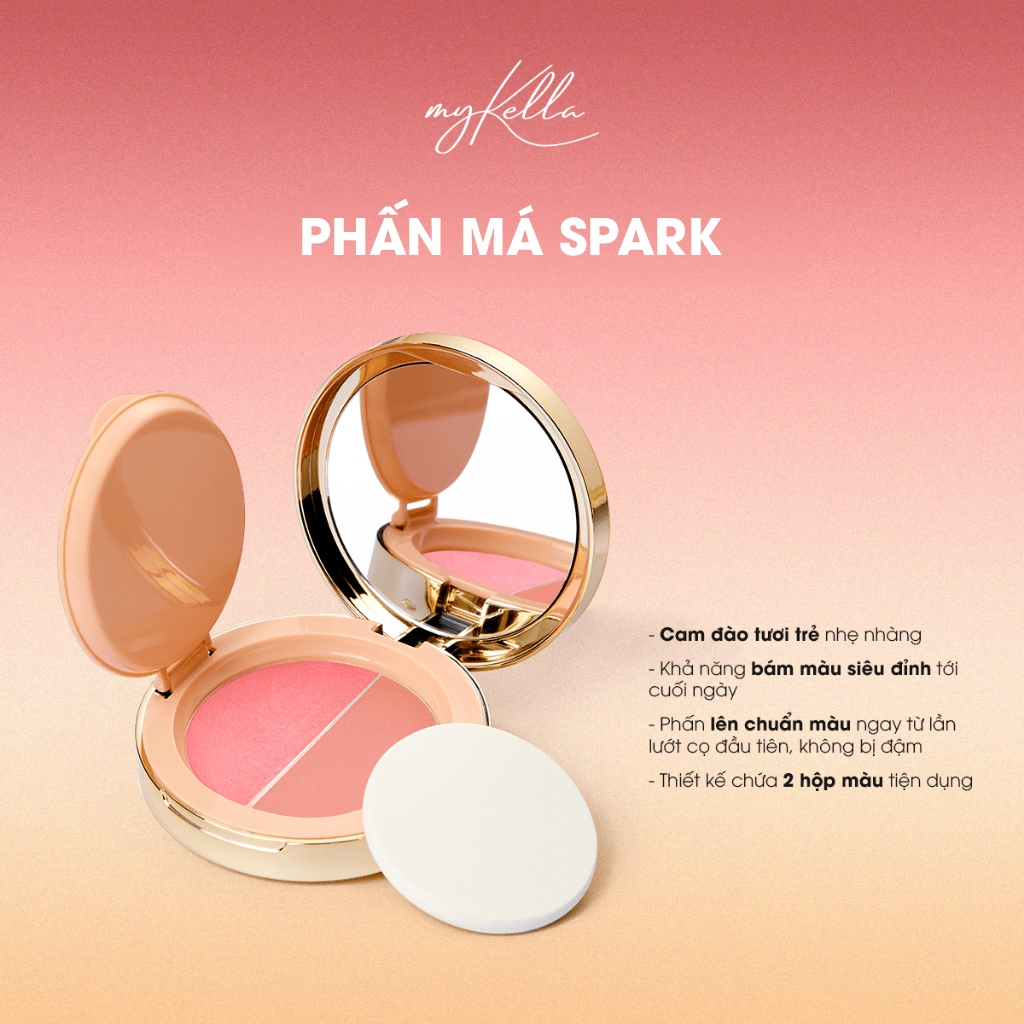 myKella
PHẤN MÁ SPARK
- Cam đào tươi trẻ nhẹ nhàng
- Khả năng bám màu siêu đỉnh tới
cuối ngày
- Phấn lên chuẩn màu ngay từ lần
lướt cọ đầu tiên, không bị đậm
- Thiết kế chứa 2 hộp màu tiện dụng